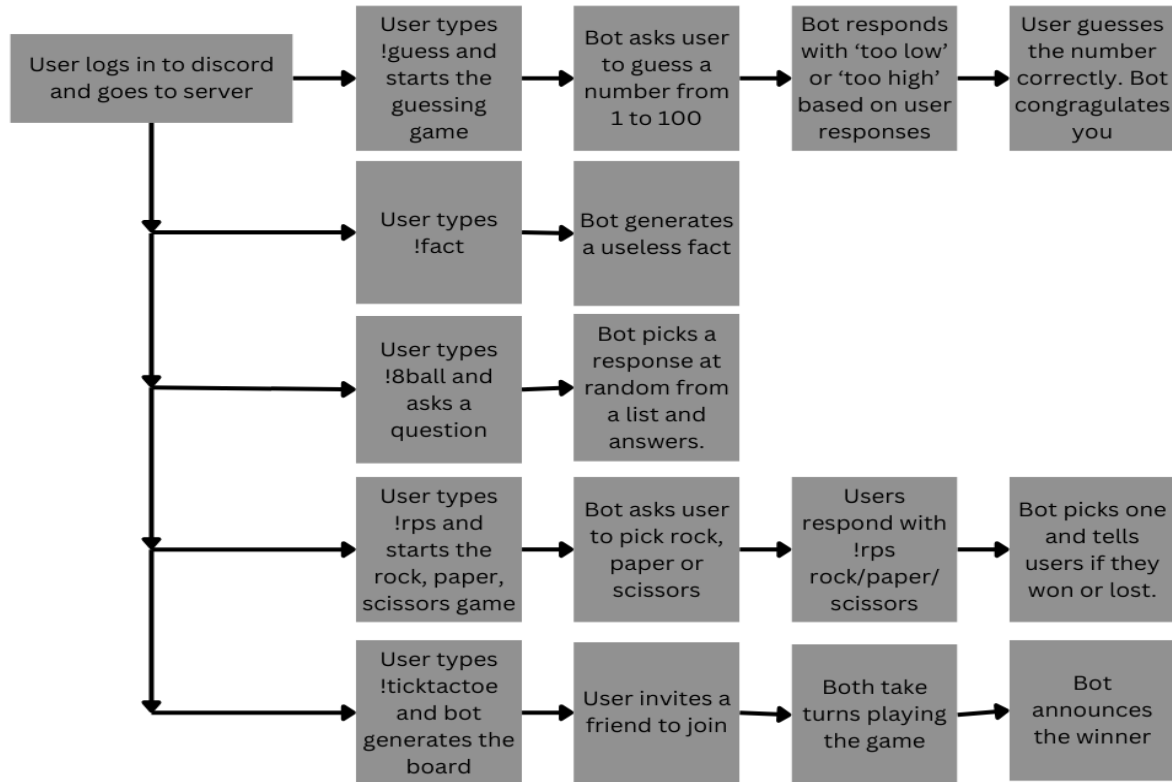 User logs in to discord
and goes to server
User types
!guess and
starts the
guessing
game
Bot asks user
to guess a
number from
1 to 100
Bot responds
with ‘too low’
or ‘too high’
based on user
responses
User guesses
the number
correctly. Bot
congragulates
you
User types
!fact
Bot generates
a useless fact
User types
!8ball and
asks a
question
Bot picks a
response at
random from
a list and
answers.
User types
!rps and
starts the
rock, paper,
scissors game
Bot asks user
to pick rock,
paper or
scissors
Users
respond with
!rps
rock/paper/
scissors
Bot picks one
and tells
users if they
won or lost.
User types
!ticktactoe
and bot
generates the
board
User invites a
friend to join
Both take
turns playing
the game
Bot
announces
the winner